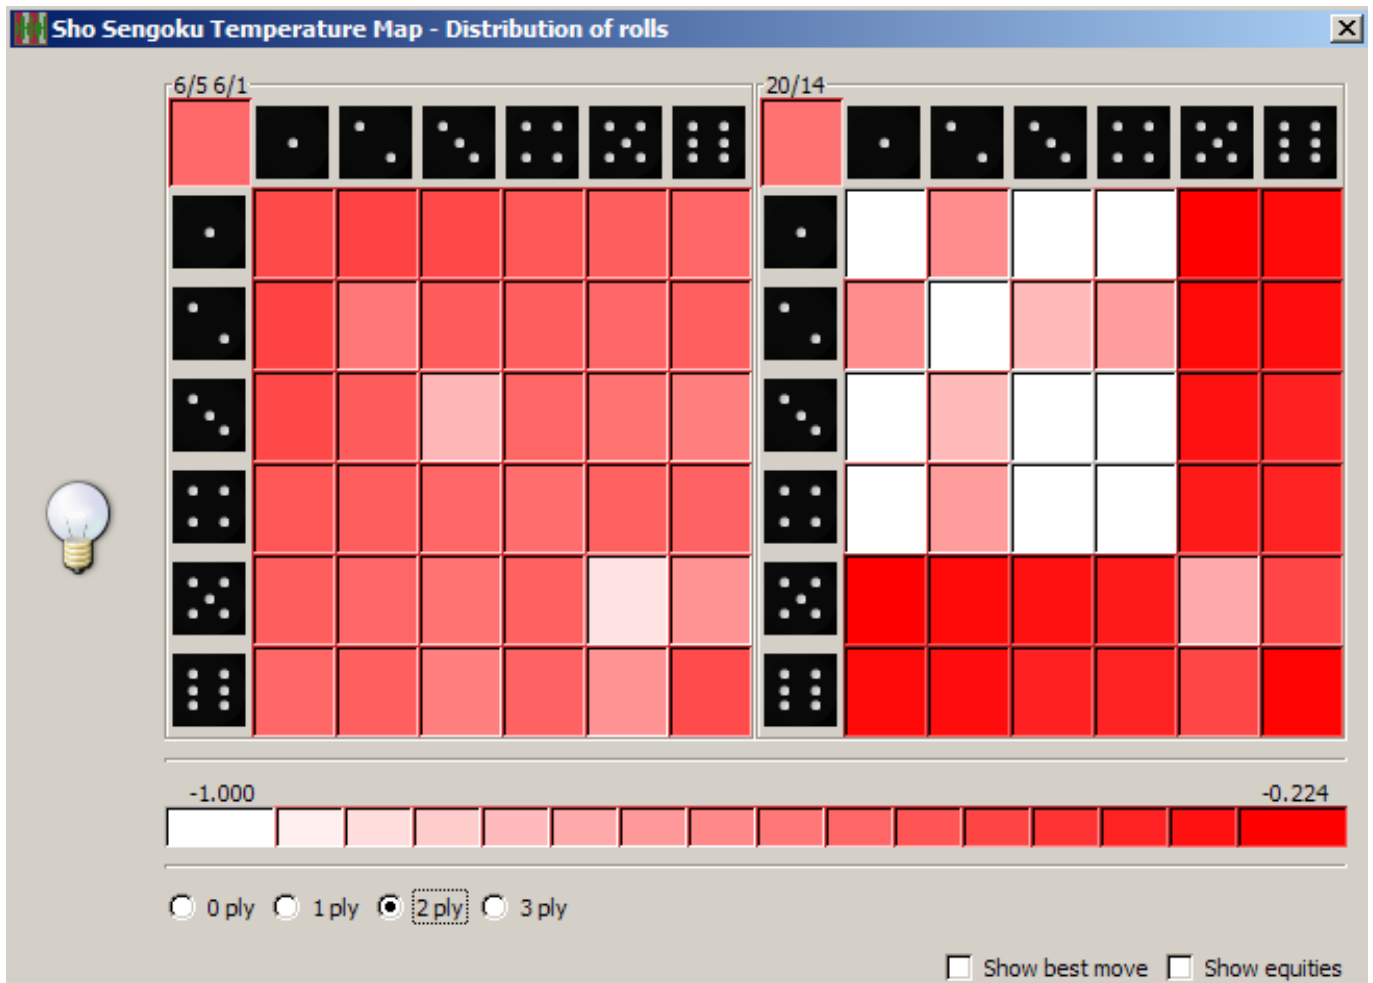 Sho Sengoku Temperature Map - Distribution of rolls
6/5 6/1
20/14
-1.000
-0.224
0 ply 1 ply 2 ply 3 ply
Show best move Show equities